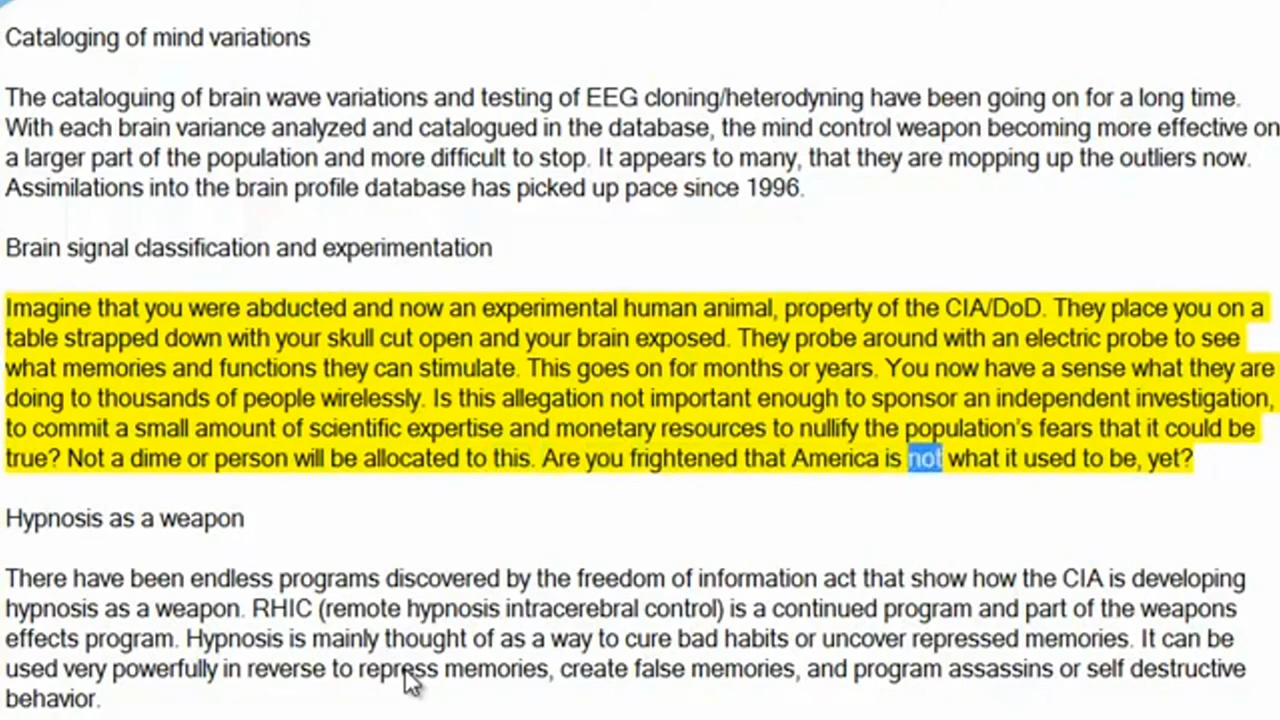 Cataloging of mind variations
The cataloguing of brain wave variations and testing of EEG cloning/heterodyning have been going on for a long time.
With each brain variance analyzed and catalogued in the database, the mind control weapon becoming more effective on
a larger part of the population and more difficult to stop. It appears to many, that they are mopping up the outliers now.
Assimilations into the brain profile database has picked up pace since 1996.
Brain signal classification and experimentation
Imagine that you were abducted and now an experimental human animal, property of the CIA/DoD. They place you on a
table strapped down with your skull cut open and your brain exposed. They probe around with an electric probe to see
what memories and functions they can stimulate. This goes on for months or years. You now have a sense what they are
doing to thousands of people wirelessly. Is this allegation not important enough to sponsor an independent investigation,
to commit a small amount of scientific expertise and monetary resources to nullify the population's fears that it could be
true? Not a dime or person will be allocated to this. Are you frightened that America is not what it used to be, yet?
Hypnosis as a weapon
There have been endless programs discovered by the freedom of information act that show how the CIA is developing
hypnosis as a weapon. RHIC (remote hypnosis intracerebral control) is a continued program and part of the weapons
effects program. Hypnosis is mainly thought of as a way to cure bad habits or uncover repressed memories. It can be
used very powerfully in reverse to repress memories, create false memories, and program assassins or self destructive
behavior.